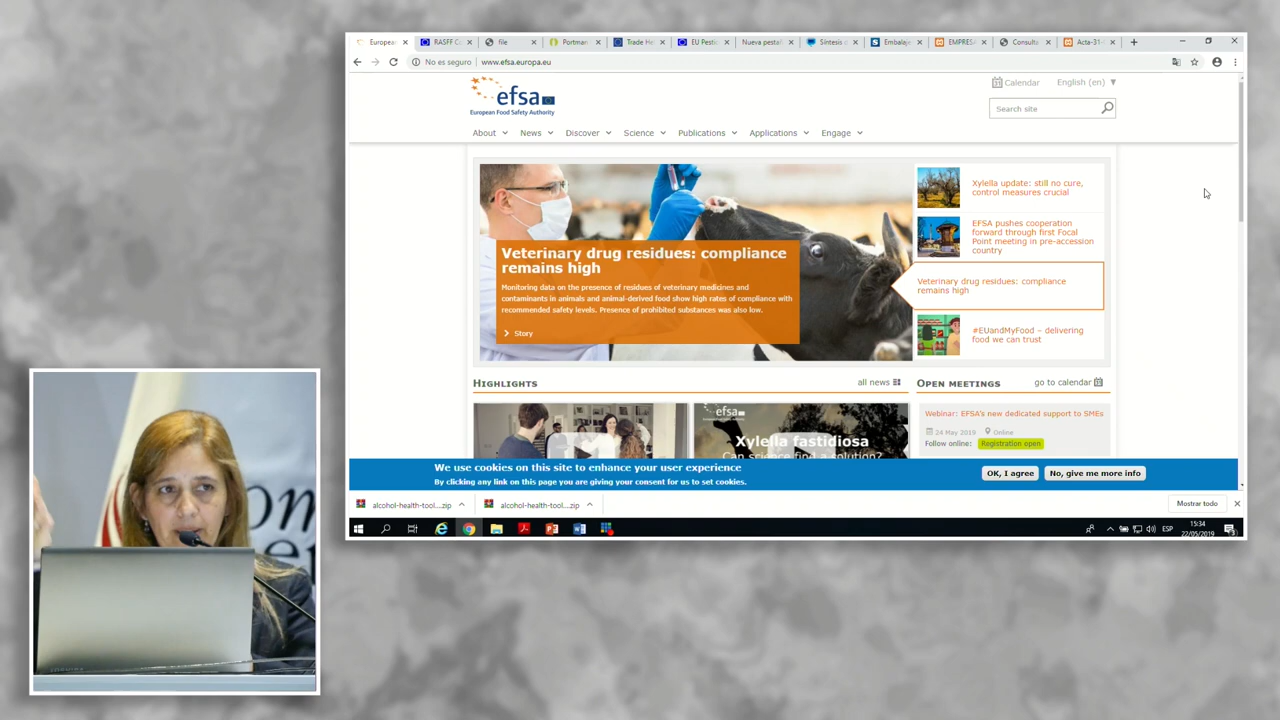 European
RASFF C
file
Portman
Trade He
EU Pestic
Nueva pestañ
Síntesis c
Embalaje
EMPRESA
Consulta
Acta-31-
No es seguro
www.efsa.europa.eu
efsa
European Food Safety Authority
Calendar
English (en)
Search site
About
News
Discover
Science
Publications
Applications
Engage
Veterinary drug residues: compliance
remains high
Monitoring data on the presence of residues of veterinary medicines and
contaminants in animals and animal-derived food show high rates of compliance with
recommended safety levels. Presence of prohibited substances was also low.
Story
Xylella update: still no cure,
control measures crucial
EFSA pushes cooperation
forward through first Focal
Point meeting in pre-accession
country
Veterinary drug residues: compliance
remains high
#EUandMyFood – delivering
food we can trust
HIGHLIGHTS
all news
OPEN MEETINGS
go to calendar
efsa
Xylella fastidiosa
Can science find a solution?
Webinar: EFSA's new dedicated support to SMEs
24 May 2019
Online
Follow online:
Registration open
We use cookies on this site to enhance your user experience
By clicking any link on this page you are giving your consent for us to set cookies.
OK, I agree
No, give me more info
alcohol-health-tool....zip
alcohol-health-tool....zip
Mostrar todo
ESP
15:34
22/05/2019